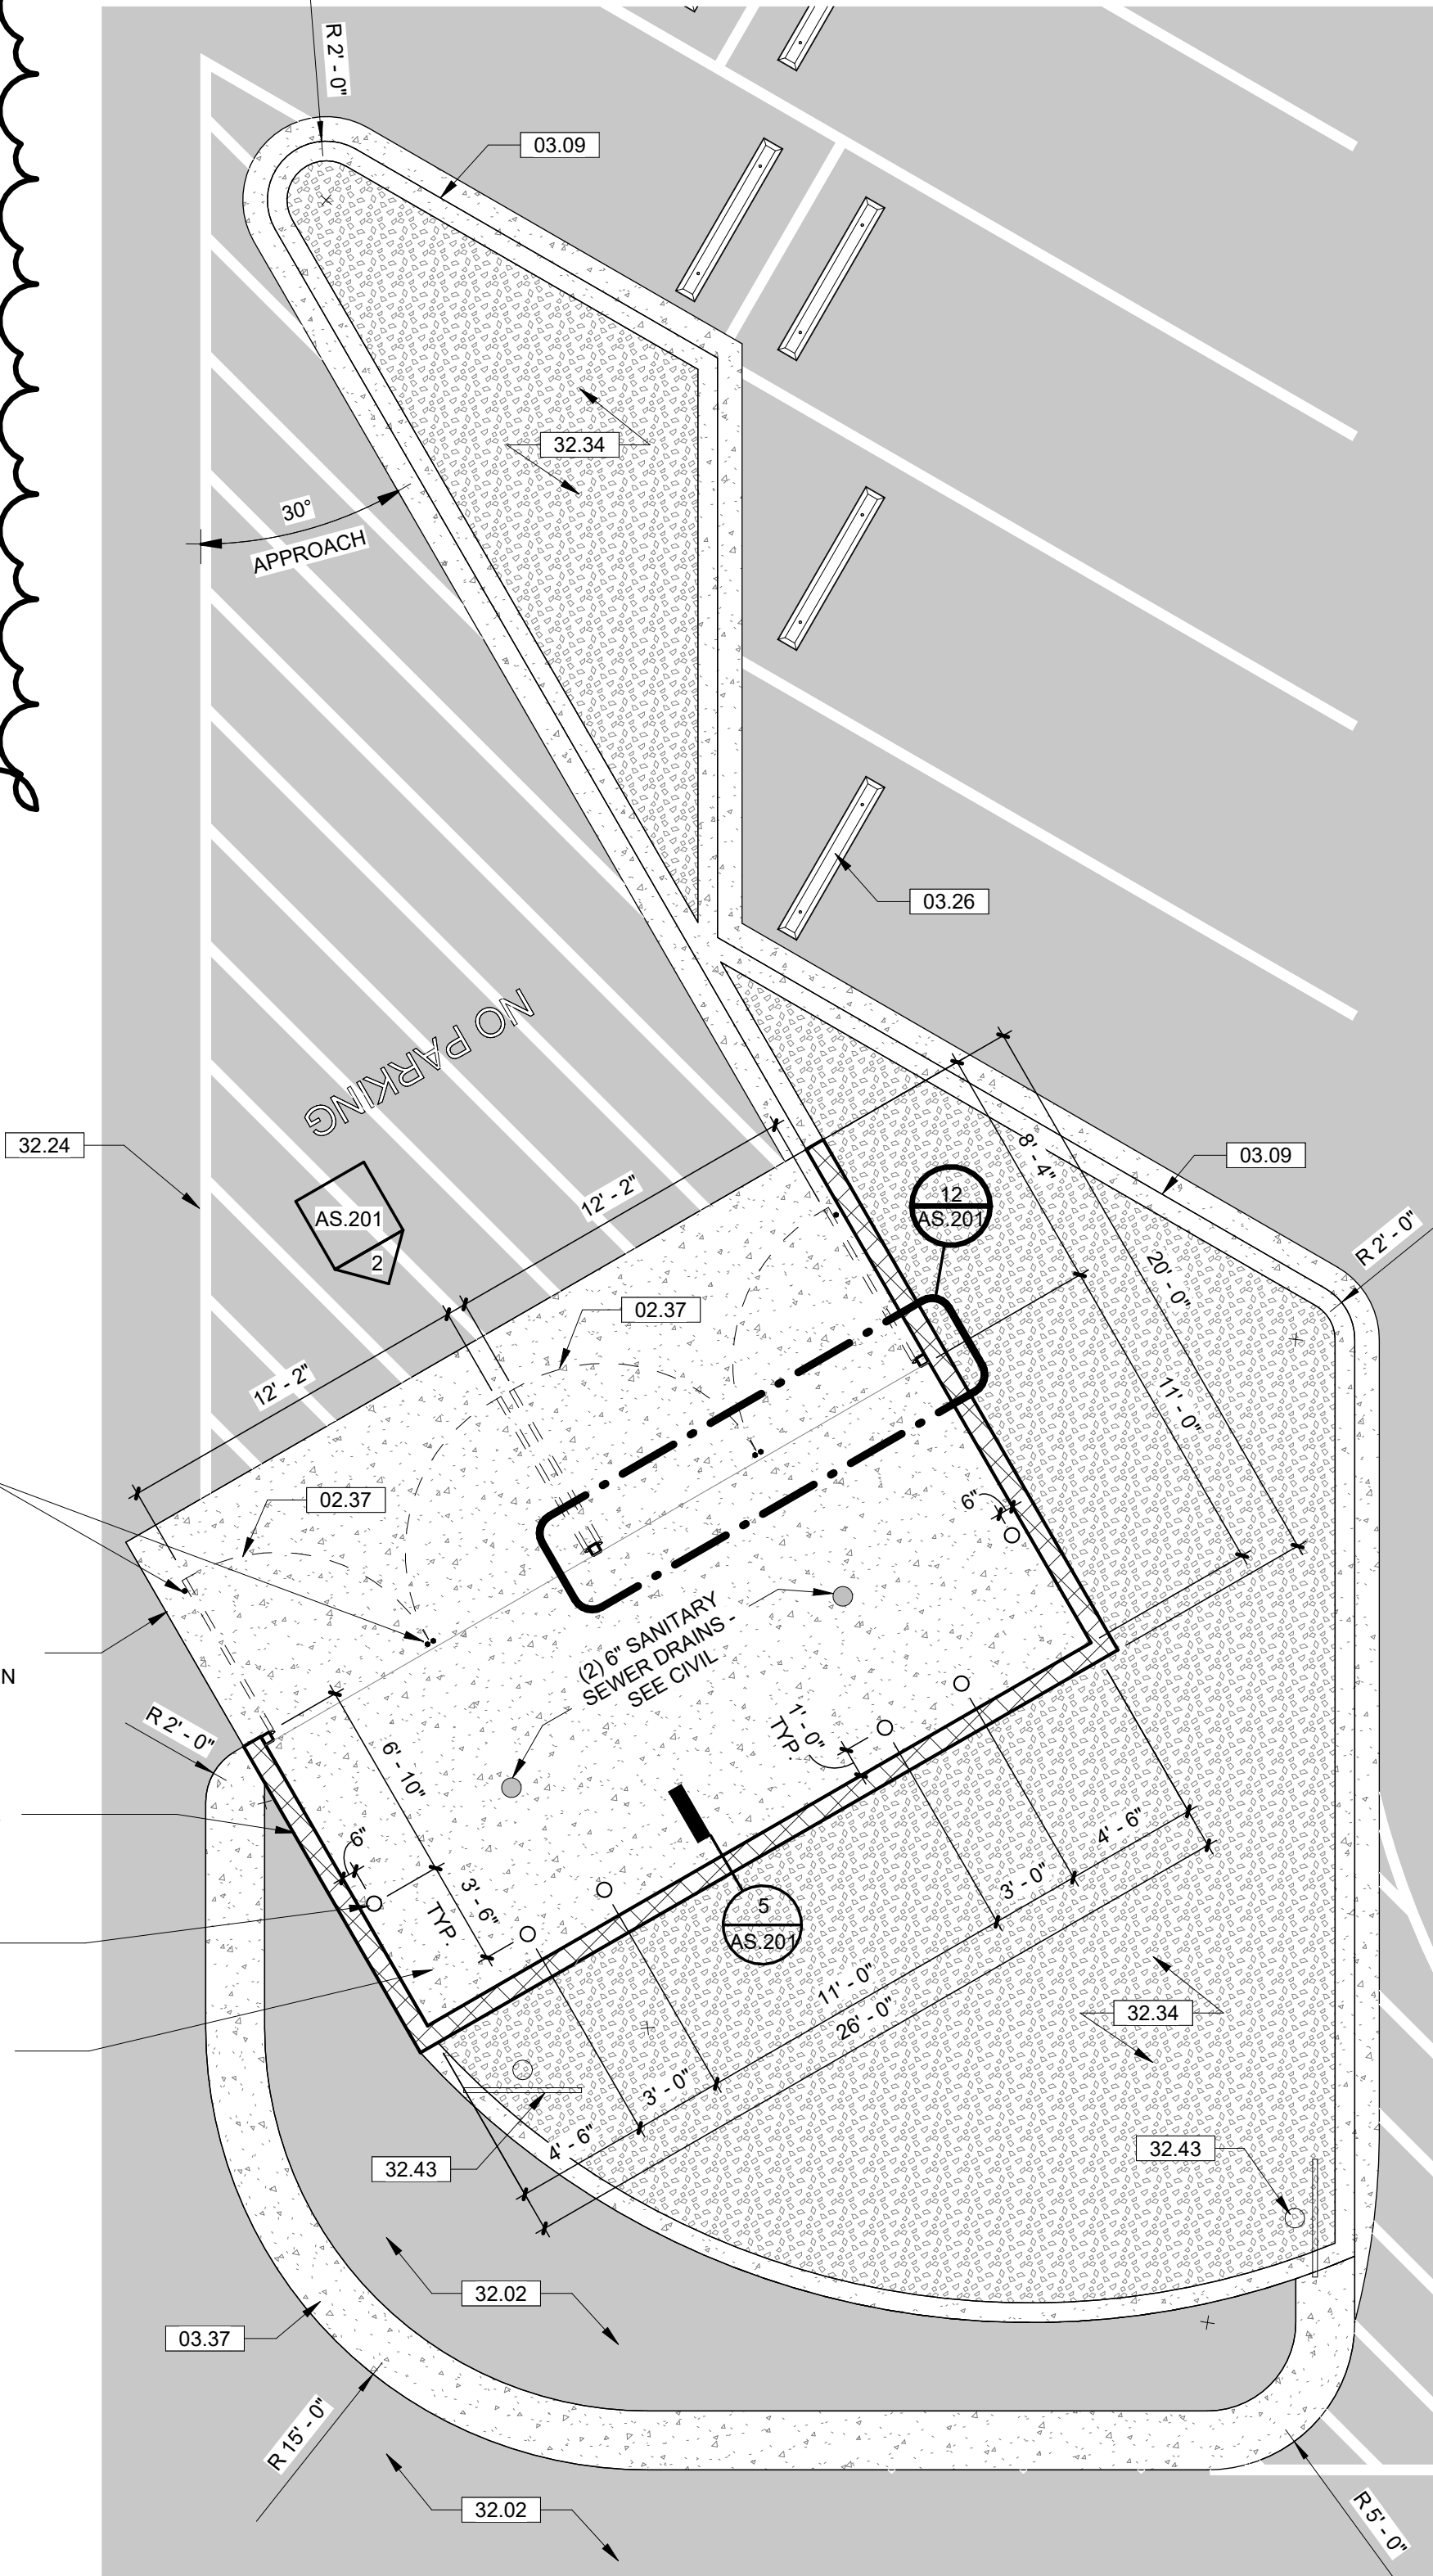 R 2' - 0"
03.09
32.34
30°
APPROACH
03.26
NO PARKING
32.24
03.09
8' - 4"
12
AS.201
12' - 2"
AS.201
2
20' - 0"
R 2' - 0"
02.37
12' - 2"
11' - 0"
02.37
6"
(2) 6" SANITARY
SEWER DRAINS -
SEE CIVIL
N
R 2' - 0"
6' - 10"
1' - 0"
TYP.
6"
4' - 6"
3' - 0"
3' - 6"
TYP.
5
AS.201
11' - 0"
26' - 0"
32.34
3' - 0"
4' - 6"
32.43
32.43
32.02
03.37
R 15' - 0"
32.02
R 5' - 0"